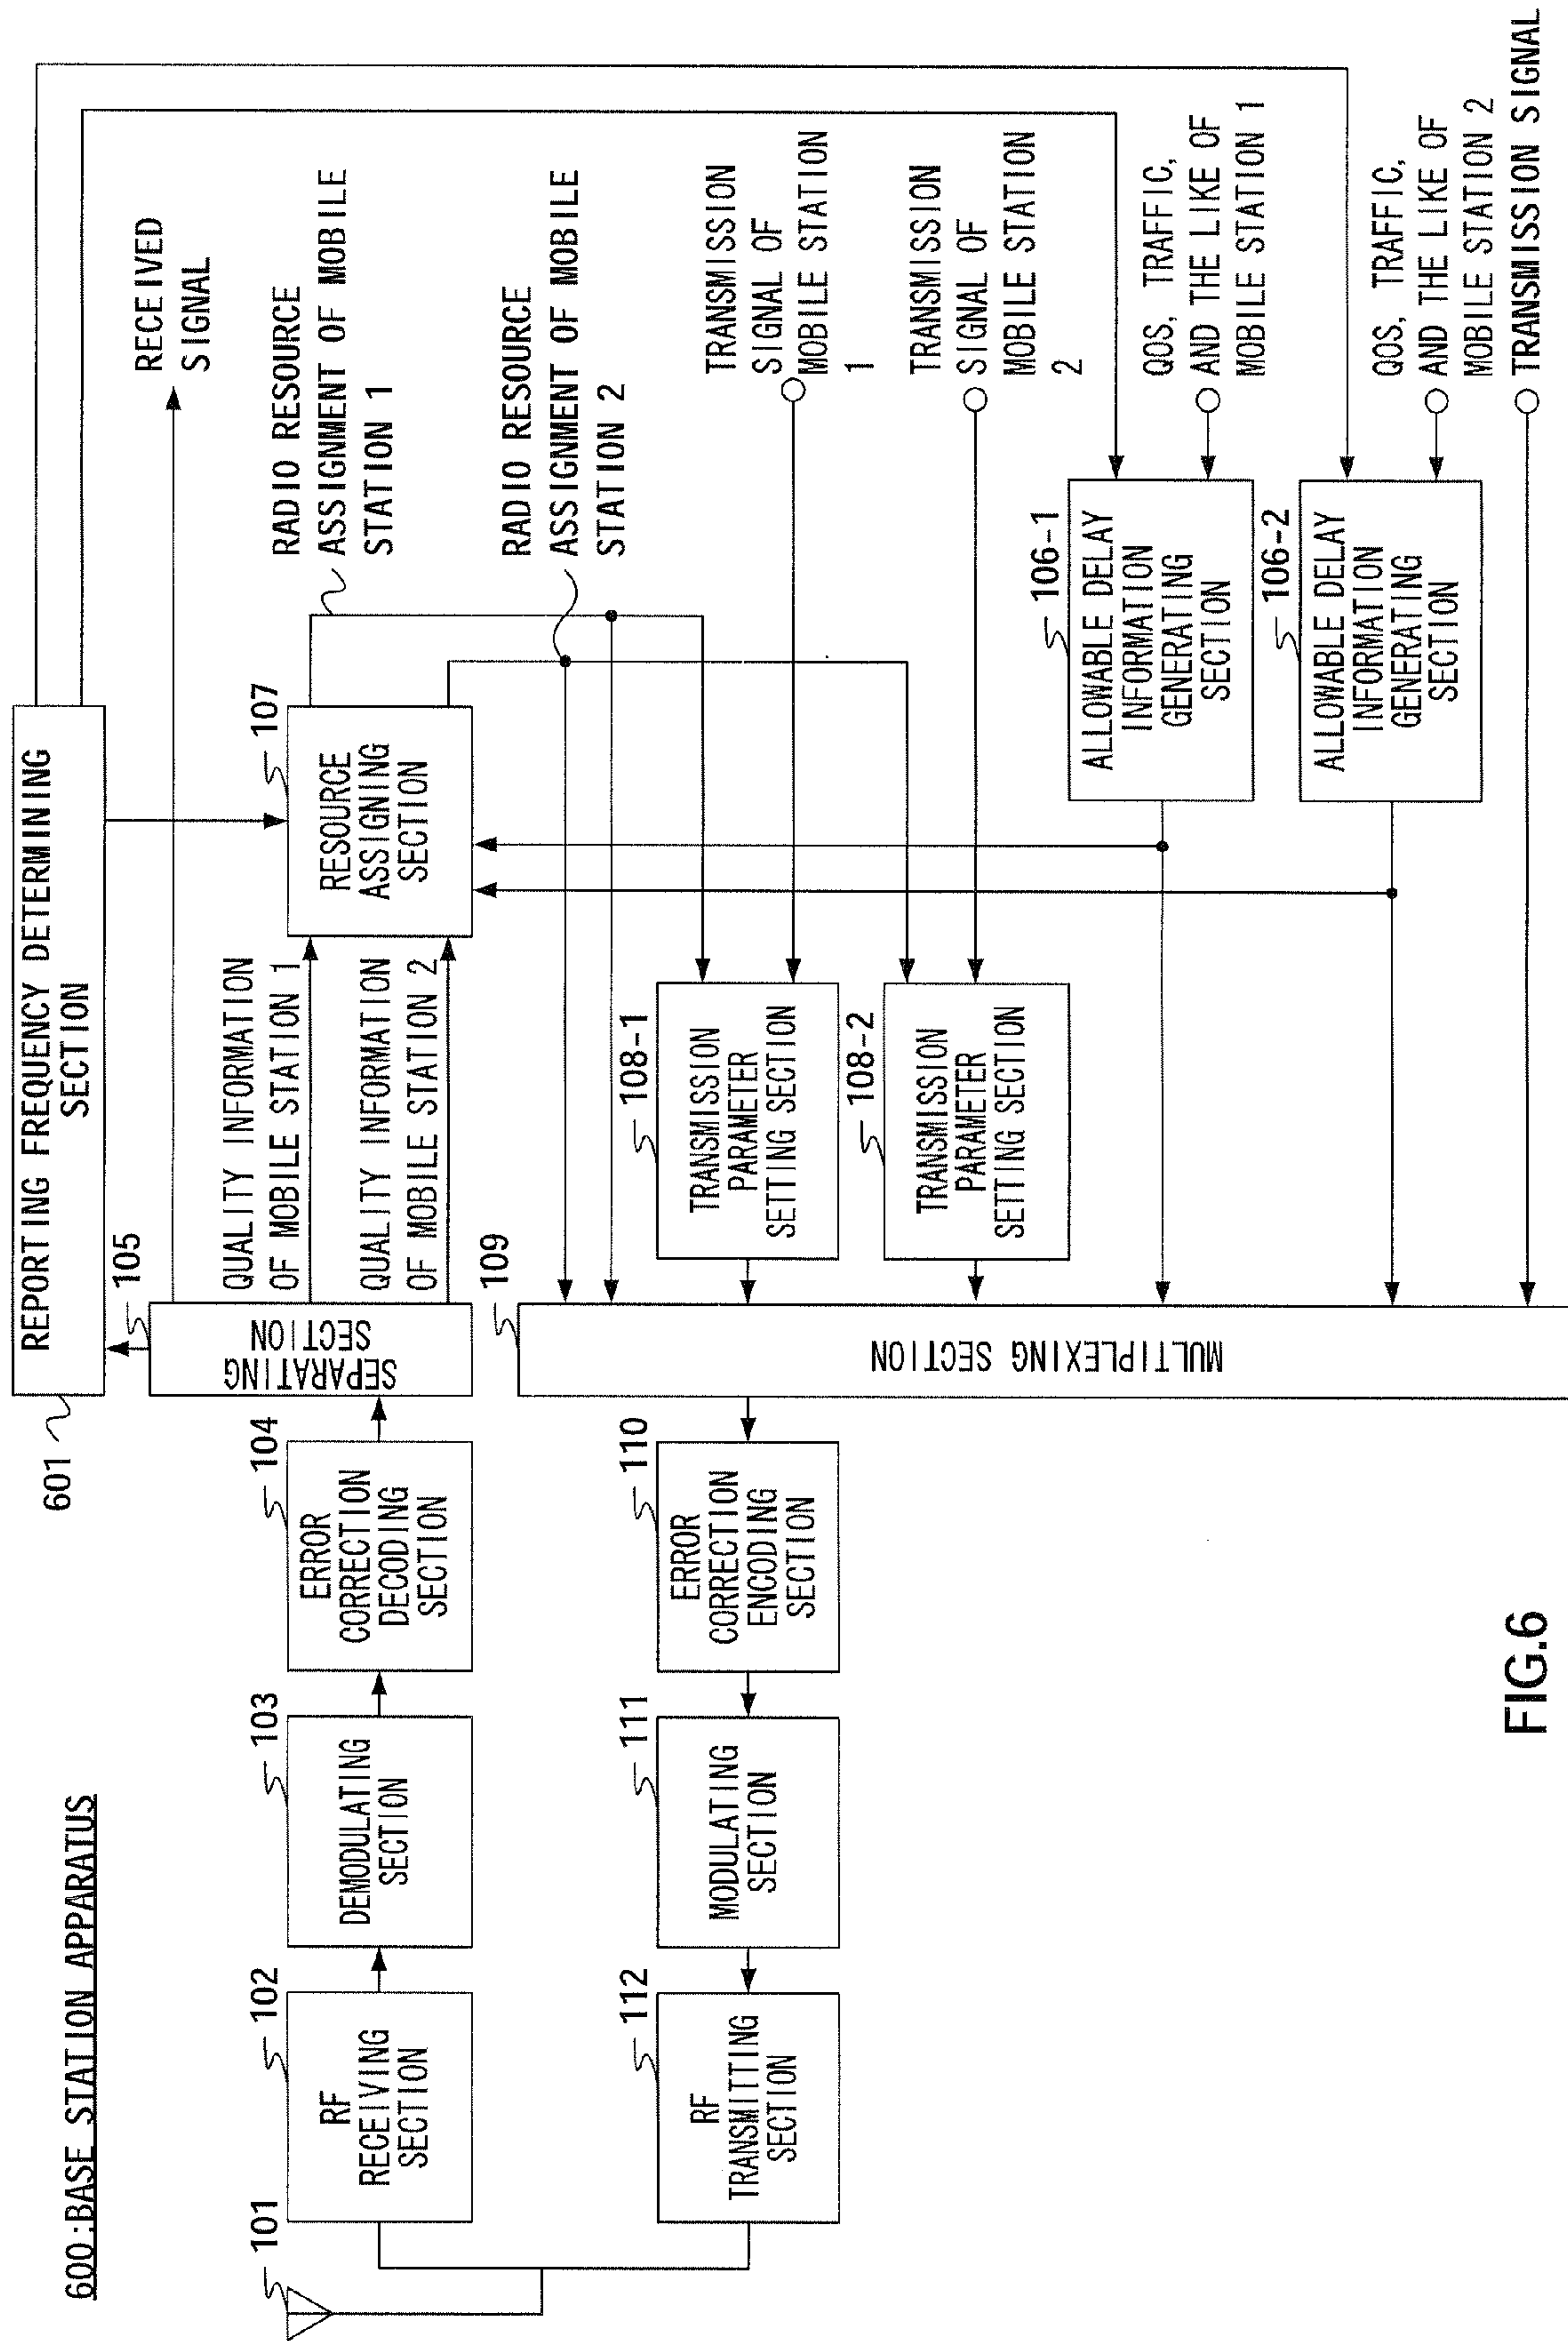 600:BASE STATION APPARATUS
601
REPORTING FREQUENCY DETERMINING
SECTION
101
102
RF
RECEIVING
SECTION
103
DEMODULATING
SECTION
104
ERROR
CORRECTION
DECODING
SECTION
105
SEPARATING
SECTION
RECEIVED
SIGNAL
QUALITY INFORMATION
OF MOBILE STATION 1
QUALITY INFORMATION
OF MOBILE STATION 2
107
RESOURCE
ASSIGNING
SECTION
RADIO RESOURCE
ASSIGNMENT OF MOBILE
STATION 1
RADIO RESOURCE
ASSIGNMENT OF MOBILE
STATION 2
112
RF
TRANSMITTING
SECTION
111
MODULATING
SECTION
110
ERROR
CORRECTION
ENCODING
SECTION
109
MULTIPLEXING SECTION
108-1
TRANSMISSION
PARAMETER
SETTING SECTION
108-2
TRANSMISSION
PARAMETER
SETTING SECTION
TRANSMISSION
SIGNAL OF
MOBILE STATION
1
TRANSMISSION
SIGNAL OF
MOBILE STATION
2
106-1
ALLOWABLE DELAY
INFORMATION
GENERATING
SECTION
QOS, TRAFFIC,
AND THE LIKE OF
MOBILE STATION 1
106-2
ALLOWABLE DELAY
INFORMATION
GENERATING
SECTION
QOS, TRAFFIC,
AND THE LIKE OF
MOBILE STATION 2
TRANSMISSION SIGNAL
FIG.6